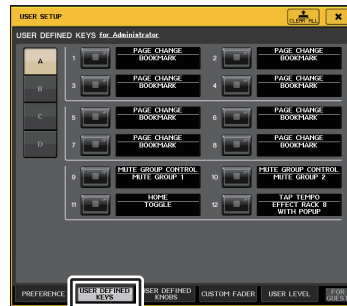 USER SETUP
CLEAR ALL
USER DEFINED KEYS for Administrator
A
1
PAGE CHANGE
BOOKMARK
2
PAGE CHANGE
BOOKMARK
B
3
PAGE CHANGE
BOOKMARK
4
PAGE CHANGE
BOOKMARK
C
5
PAGE CHANGE
BOOKMARK
6
PAGE CHANGE
BOOKMARK
D
7
PAGE CHANGE
BOOKMARK
8
PAGE CHANGE
BOOKMARK
9
MUTE GROUP CONTROL
MUTE GROUP 1
10
MUTE GROUP CONTROL
MUTE GROUP 2
11
HOME
TOGGLE
12
TAP TEMPO
EFFECT RACK 8
WITH POPUP
PREFERENCE
USER DEFINED
KEYS
USER DEFINED
KNOBS
CUSTOM FADER
USER LEVEL
FOR
GUEST